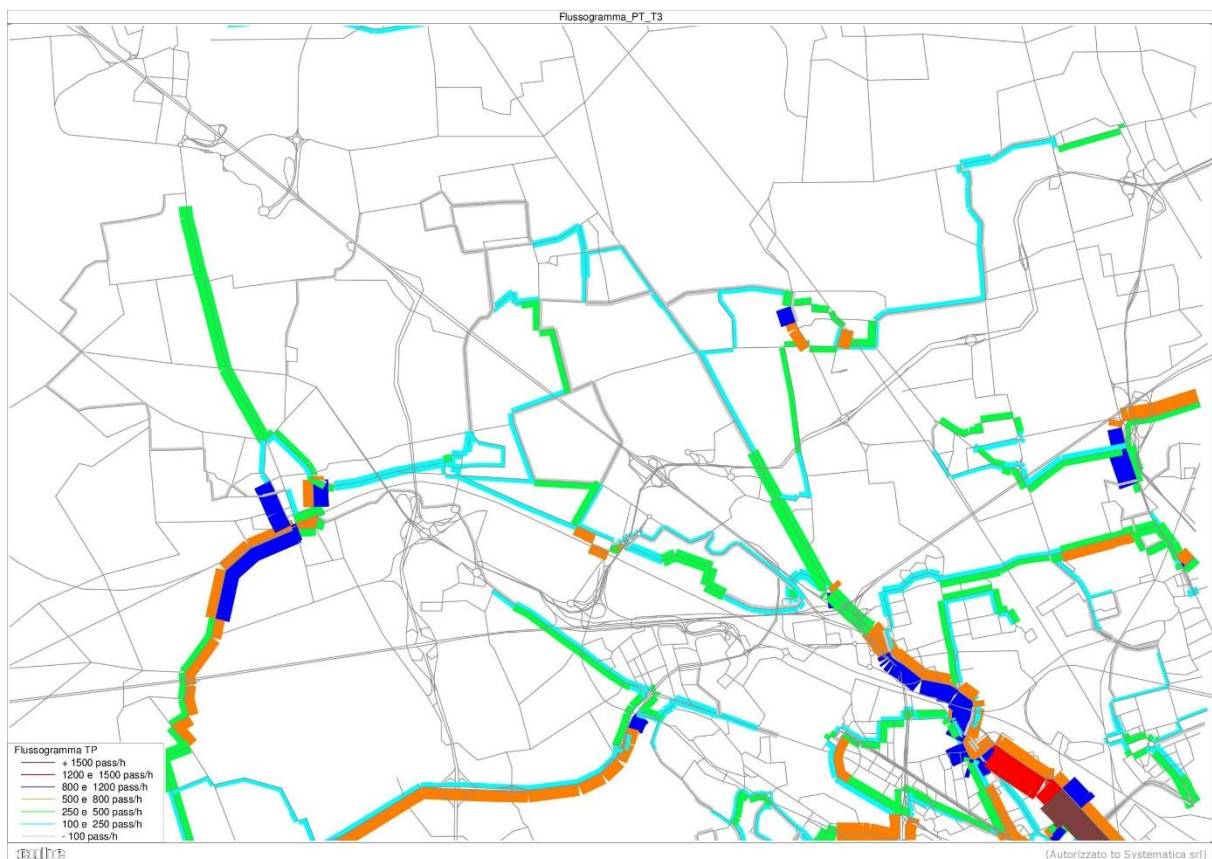 Flussogramma_PT_T3
Flussogramma TP
+ 1500 pass/h
1200 e 1500 pass/h
800 e 1200 pass/h
500 e 800 pass/h
250 e 500 pass/h
100 e 250 pass/h
- 100 pass/h
(Autorizzato to Systematica srl)